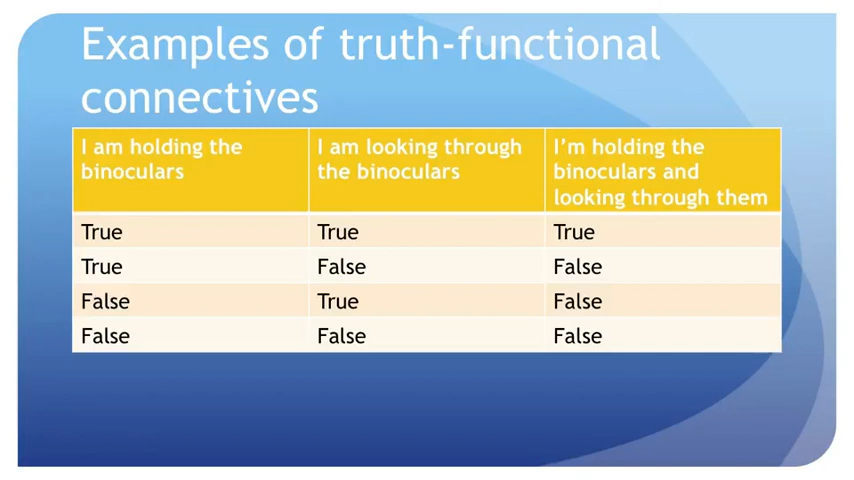 Examples of truth-functional
connectives
I am holding the
binoculars
I am looking through
the binoculars
I'm holding the
binoculars and
looking through them
True
True
True
True
False
False
False
True
False
False
False
False